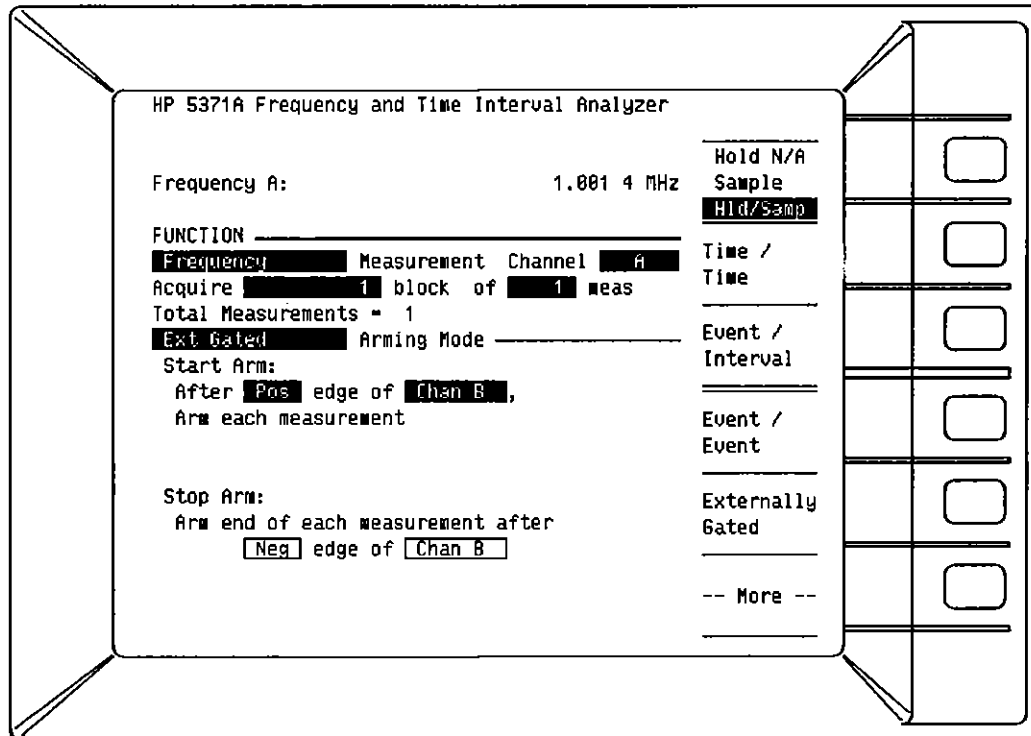 HP 5371A Frequency and Time Interval Analyzer
Frequency A: 1.001 4 MHz
FUNCTION
Frequency Measurement Channel A
Acquire 1 block of 1 meas
Total Measurements = 1
Ext Gated Arming Mode
Start Arm:
After Pos edge of Chan B ,
Arm each measurement
Stop Arm:
Arm end of each measurement after
Neg edge of Chan B
Hold N/A
Sample
Hld/Samp
Time /
Time
Event /
Interval
Event /
Event
Externally
Gated
-- More --